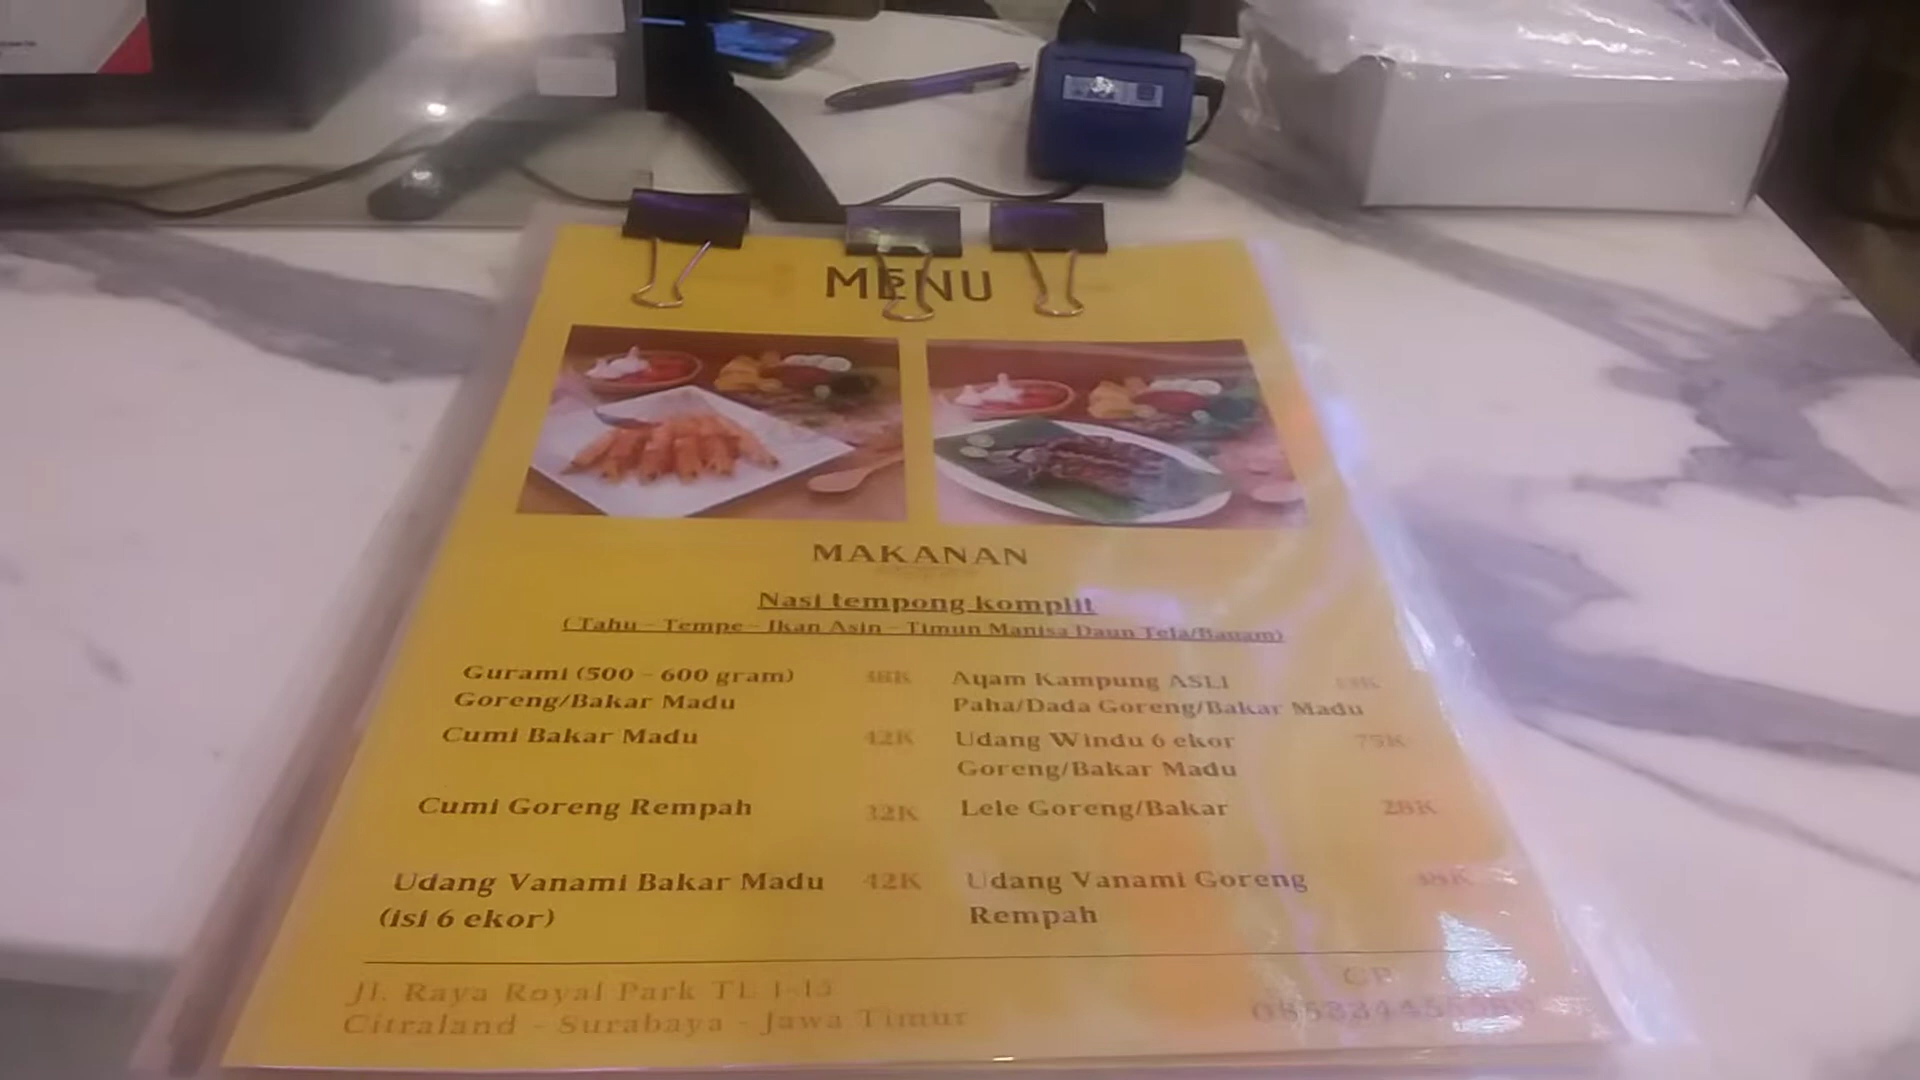 MENU
MAKANAN
Nasi tempong komplit
( Tahu - Tempe - Ikan Asin - Timun Manisa Daun Tela/Bayam)
Gurami (500 - 600 gram)
Goreng/Bakar Madu
Cumi Bakar Madu 42K
Cumi Goreng Rempah 32K
Udang Vanami Bakar Madu 42K
(isi 6 ekor)
Ayam Kampung ASLI
Paha/Dada Goreng/Bakar Madu
Udang Windu 6 ekor 75K
Goreng/Bakar Madu
Lele Goreng/Bakar 28K
Udang Vanami Goreng
Rempah
Jl. Raya Royal Park TL 1-15
Citraland - Surabaya - Jawa Timur
CP